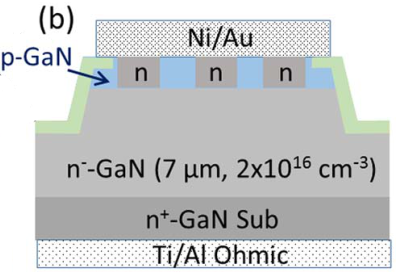 (b)
Ni/Au
p-GaN
n n n
n⁻-GaN (7 µm, 2x10¹⁶ cm⁻³)
n⁺-GaN Sub
Ti/Al Ohmic